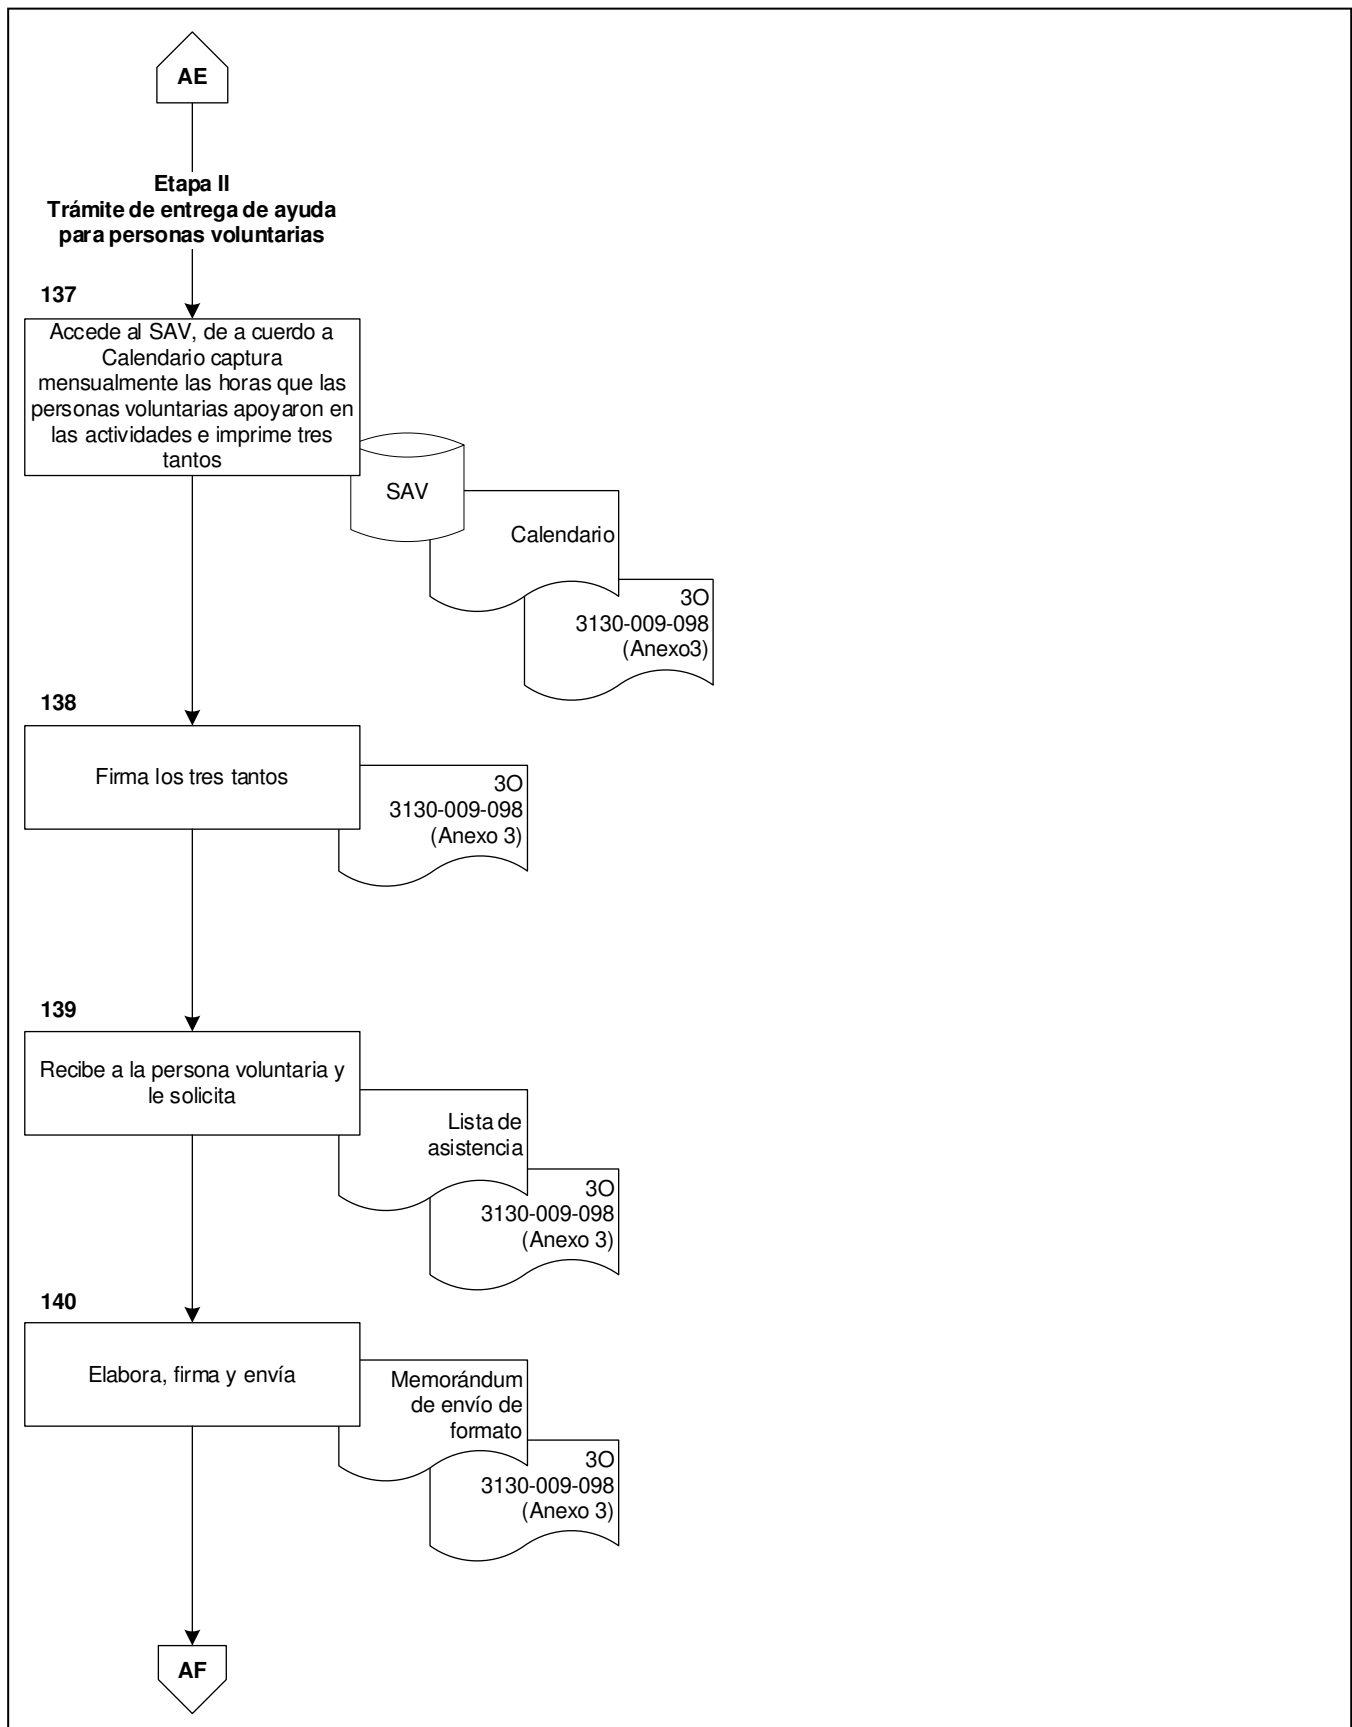 AE
Etapa II
Trámite de entrega de ayuda
para personas voluntarias
137
Accede al SAV, de a cuerdo a
Calendario captura
mensualmente las horas que las
personas voluntarias apoyaron en
las actividades e imprime tres
tantos
SAV
Calendario
3O
3130-009-098
(Anexo3)
138
Firma los tres tantos
3O
3130-009-098
(Anexo 3)
139
Recibe a la persona voluntaria y
le solicita
Lista de
asistencia
3O
3130-009-098
(Anexo 3)
140
Elabora, firma y envía
Memorándum
de envío de
formato
3O
3130-009-098
(Anexo 3)
AF